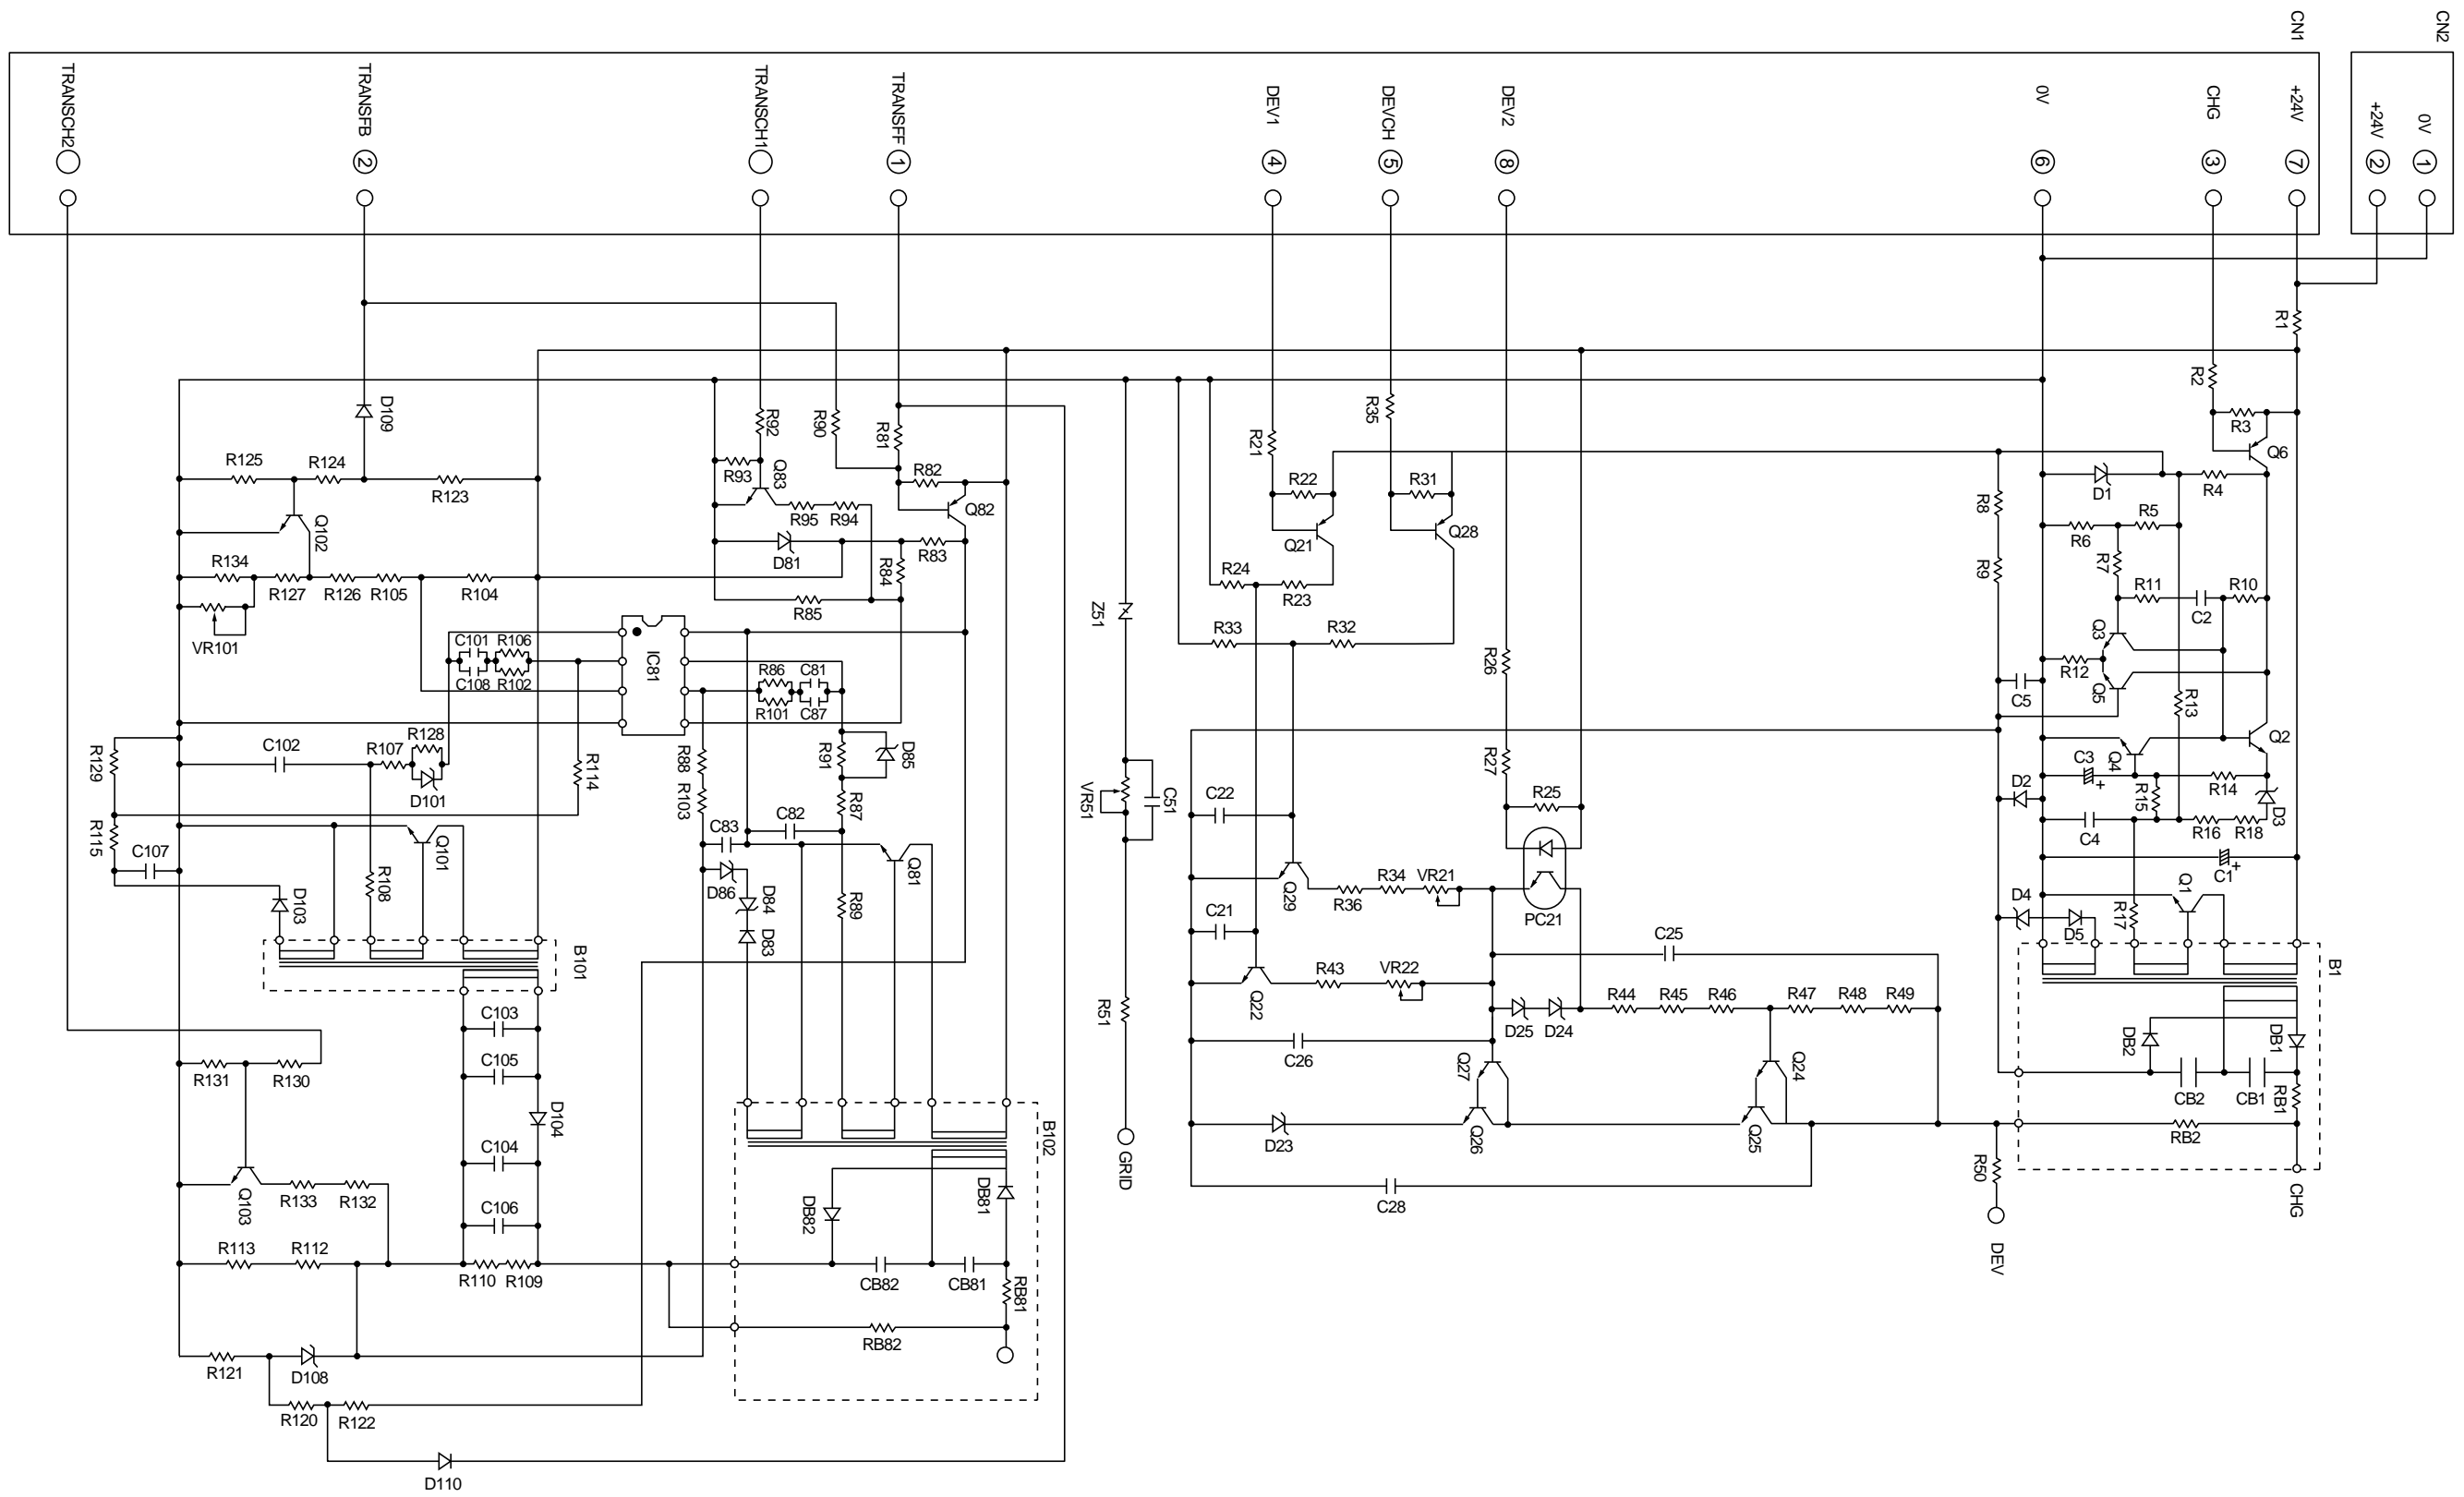 CN2
CN1
TRANSCH2
TRANSFB
2
TRANSCH1
TRANSFF
1
DEV1
4
DEVCH
5
DEV2
8
0V
6
CHG
3
+24V
7
+24V
2
0V
1
R1
R2
R3
Q6
D109
R92
R90
R81
R21
R35
R125
R124
R123
R93
Q83
R82
Q82
R22
R31
Q21
Q28
R8
D1
R4
Q102
R95
R94
R83
D81
R84
R6
R5
R7
R134
R127
R126
R105
R104
R85
R24
R23
R9
R11
C2
R10
VR101
Z51
C101
R106
C108
R102
IC81
R86
C81
R101
C87
R33
R32
R26
Q3
R12
Q5
C5
R13
R129
C102
R107
R128
D101
R114
R88
R91
D85
R103
R87
VR51
C51
R27
Q4
Q2
C3
+
D2
R15
R14
D3
C22
R25
C4
R16
R18
R115
C107
Q101
R108
D103
C83
C82
D86
D84
D83
Q81
R89
Q29
R36
R34
VR21
PC21
C1
+
D4
D5
R17
Q1
C21
B101
C25
B1
Q22
R43
VR22
R51
D25
D24
R44
R45
R46
R47
R48
R49
C103
C105
R131
R130
D104
C26
Q27
Q24
DB2
DB1
CB2
CB1
RB1
B102
D23
Q26
Q25
RB2
C104
GRID
R50
Q103
R133
R132
C106
DB82
DB81
C28
CHG
DEV
R113
R112
R110
R109
CB82
CB81
RB81
RB82
R121
D108
R120
R122
D110